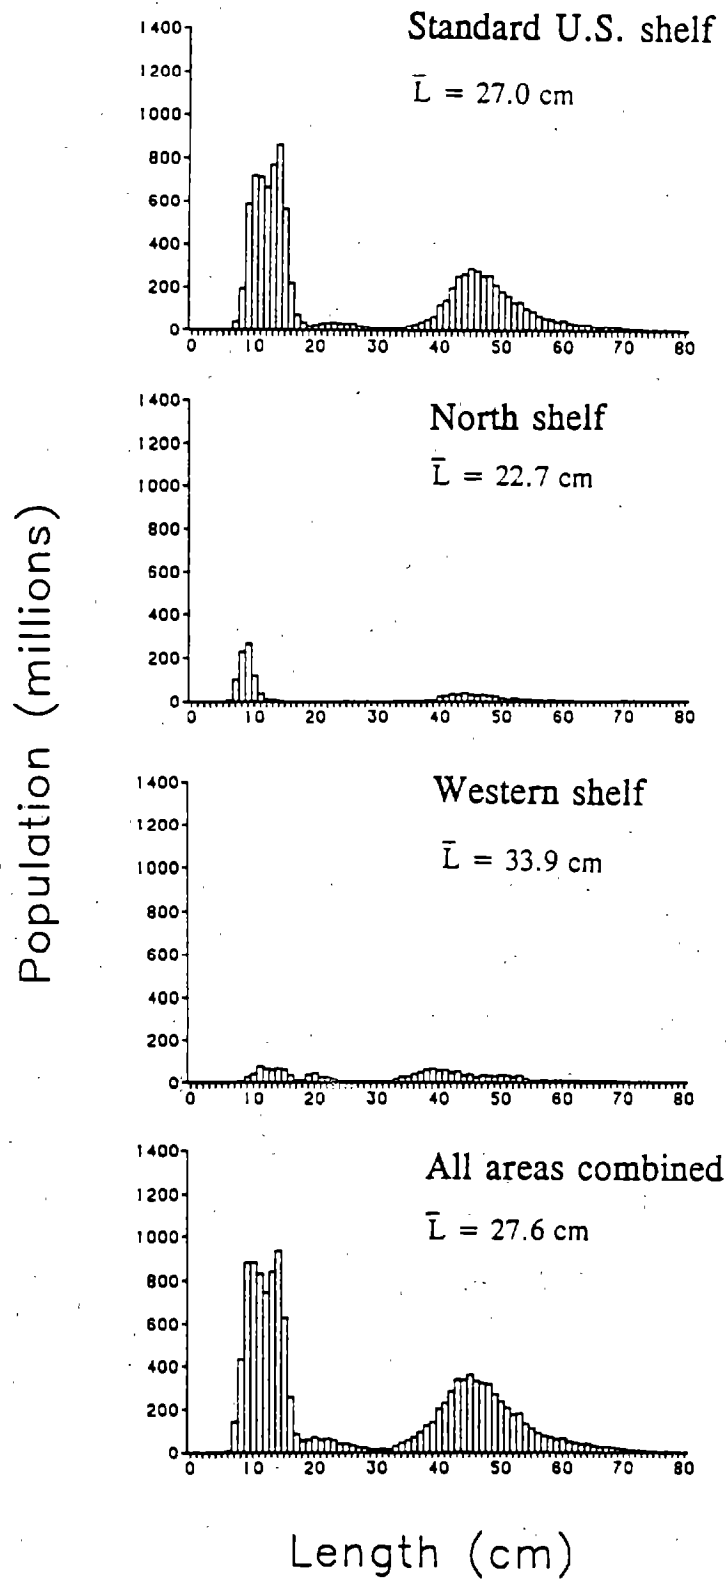 Standard U.S. shelf
L̄ = 27.0 cm
1400
1200
1000
800
600
400
200
0
0 10 20 30 40 50 60 70 80
North shelf
L̄ = 22.7 cm
1400
1200
1000
800
600
400
200
0
0 10 20 30 40 50 60 70 80
Population (millions)
Western shelf
L̄ = 33.9 cm
1400
1200
1000
800
600
400
200
0
0 10 20 30 40 50 60 70 80
All areas combined
L̄ = 27.6 cm
1400
1200
1000
800
600
400
200
0
0 10 20 30 40 50 60 70 80
Length (cm)